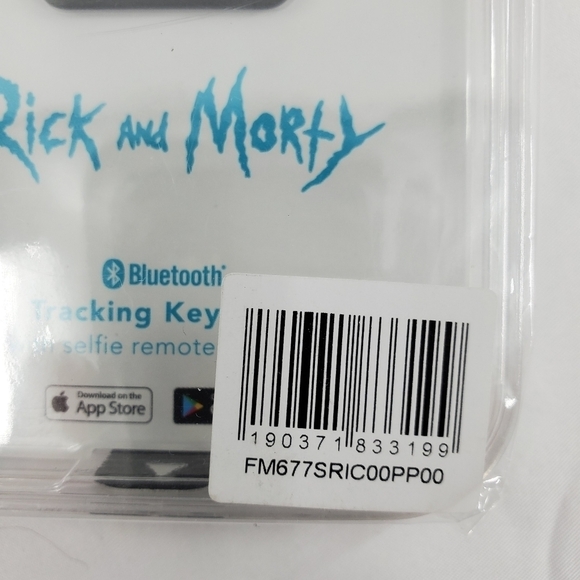 Rick and Morty
Bluetooth
Tracking Key
selfie remote
Download on the
App Store
190371 833199
FM677SRIC00PP00